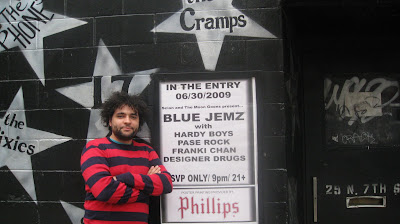 The
PHONE
the
Cramps
the
Pixies
IN THE ENTRY
06/30/2009
BLUE JEMZ
with
HARDY BOYS
PASE ROCK
FRANKI CHAN
DESIGNER DRUGS
RSVP ONLY/ 9pm/ 21+
Phillips
25 N. 7TH S